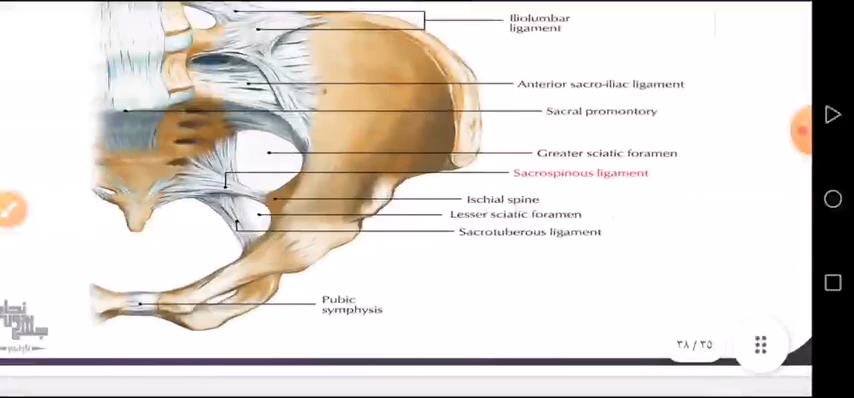 Iliolumbar
ligament
Anterior sacro-iliac ligament
Sacral promontory
Greater sciatic foramen
Sacrospinous ligament
Ischial spine
Lesser sciatic foramen
Sacrotuberous ligament
Pubic
symphysis
٣٨ / ٣٥